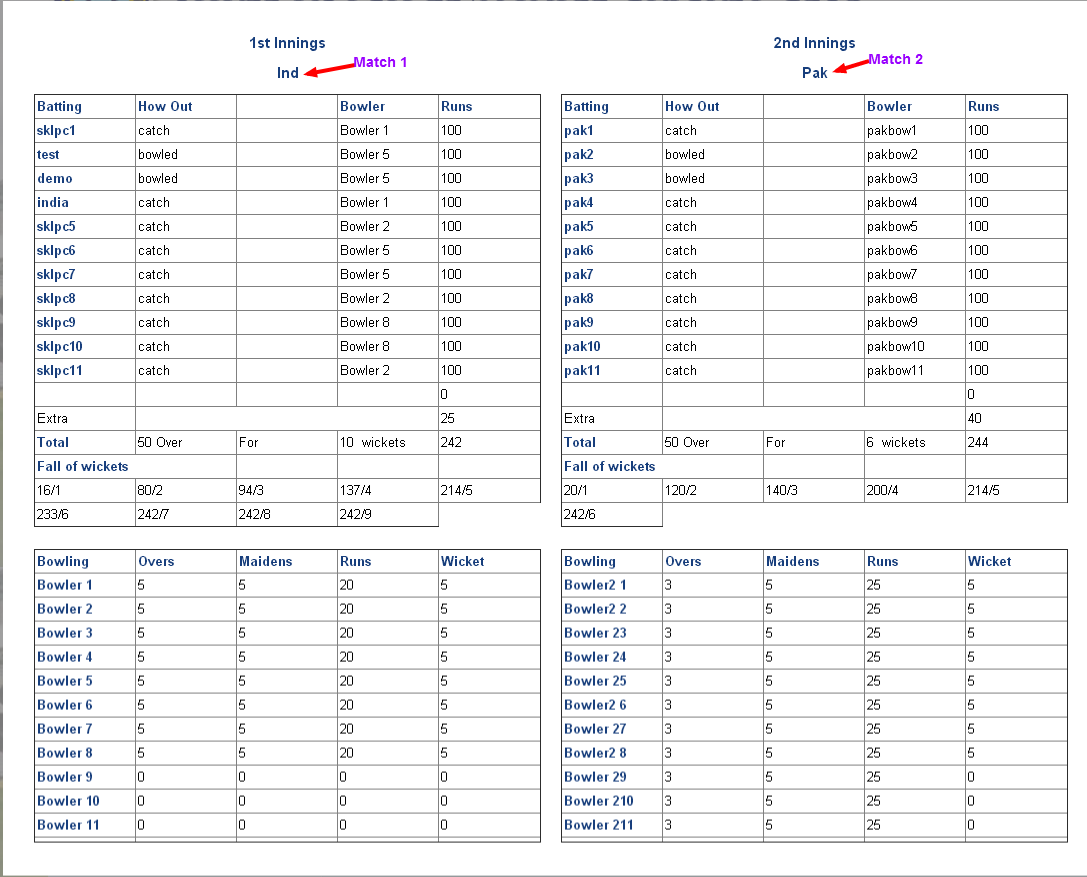 1st Innings
Ind
Match 1
Batting How Out Bowler Runs
sklpc1 catch Bowler 1 100
test bowled Bowler 5 100
demo bowled Bowler 5 100
india catch Bowler 1 100
sklpc5 catch Bowler 2 100
sklpc6 catch Bowler 5 100
sklpc7 catch Bowler 5 100
sklpc8 catch Bowler 2 100
sklpc9 catch Bowler 8 100
sklpc10 catch Bowler 8 100
sklpc11 catch Bowler 2 100
0
Extra 25
Total 50 Over For 10 wickets 242
Fall of wickets
16/1 80/2 94/3 137/4 214/5
233/6 242/7 242/8 242/9
Bowling Overs Maidens Runs Wicket
Bowler 1 5 5 20 5
Bowler 2 5 5 20 5
Bowler 3 5 5 20 5
Bowler 4 5 5 20 5
Bowler 5 5 5 20 5
Bowler 6 5 5 20 5
Bowler 7 5 5 20 5
Bowler 8 5 5 20 5
Bowler 9 0 0 0 0
Bowler 10 0 0 0 0
Bowler 11 0 0 0 0
2nd Innings
Pak
Match 2
Batting How Out Bowler Runs
pak1 catch pakbow1 100
pak2 bowled pakbow2 100
pak3 bowled pakbow3 100
pak4 catch pakbow4 100
pak5 catch pakbow5 100
pak6 catch pakbow6 100
pak7 catch pakbow7 100
pak8 catch pakbow8 100
pak9 catch pakbow9 100
pak10 catch pakbow10 100
pak11 catch pakbow11 100
0
Extra 40
Total 50 Over For 6 wickets 244
Fall of wickets
20/1 120/2 140/3 200/4 214/5
242/6
Bowling Overs Maidens Runs Wicket
Bowler2 1 3 5 25 5
Bowler2 2 3 5 25 5
Bowler 23 3 5 25 5
Bowler 24 3 5 25 5
Bowler 25 3 5 25 5
Bowler2 6 3 5 25 5
Bowler 27 3 5 25 5
Bowler2 8 3 5 25 5
Bowler 29 3 5 25 0
Bowler 210 3 5 25 0
Bowler 211 3 5 25 0